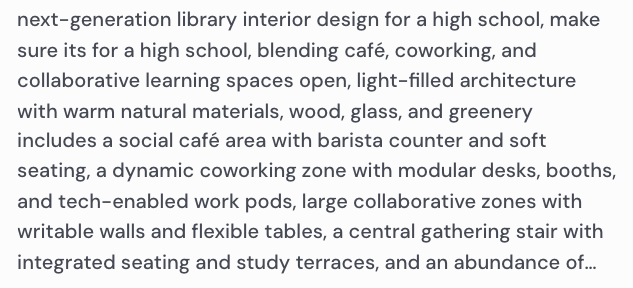 next-generation library interior design for a high school, make
sure its for a high school, blending café, coworking, and
collaborative learning spaces open, light-filled architecture
with warm natural materials, wood, glass, and greenery
includes a social café area with barista counter and soft
seating, a dynamic coworking zone with modular desks, booths,
and tech-enabled work pods, large collaborative zones with
writable walls and flexible tables, a central gathering stair with
integrated seating and study terraces, and an abundance of...